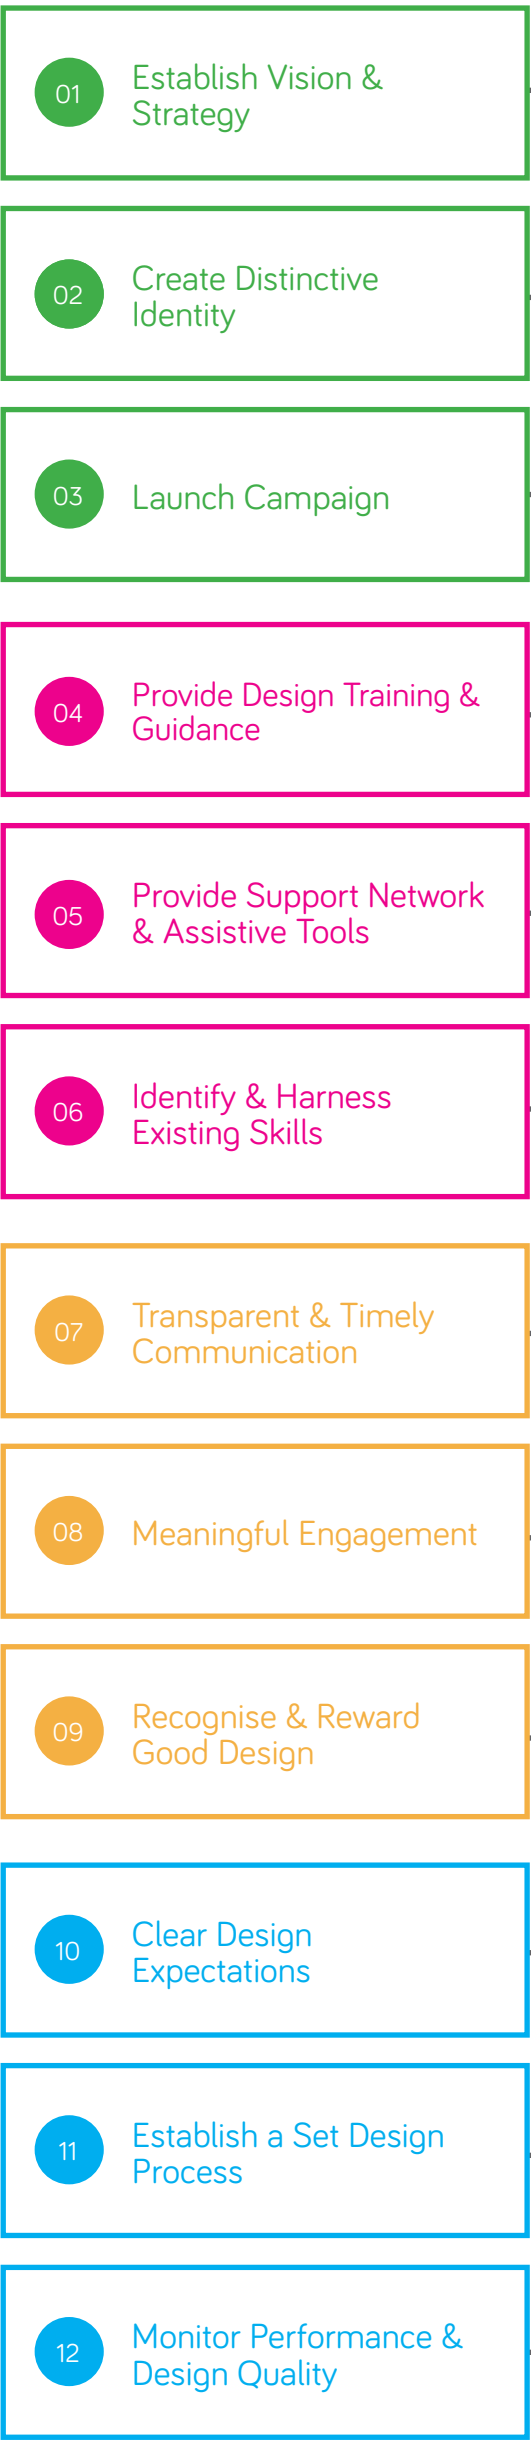 01
Establish Vision &
Strategy
02
Create Distinctive
Identity
03
Launch Campaign
04
Provide Design Training &
Guidance
05
Provide Support Network
& Assistive Tools
06
Identify & Harness
Existing Skills
07
Transparent & Timely
Communication
08
Meaningful Engagement
09
Recognise & Reward
Good Design
10
Clear Design
Expectations
11
Establish a Set Design
Process
12
Monitor Performance &
Design Quality